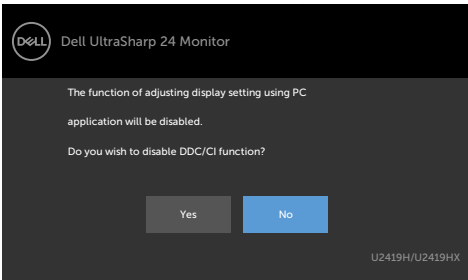 DELL
Dell UltraSharp 24 Monitor
The function of adjusting display setting using PC
application will be disabled.
Do you wish to disable DDC/CI function?
Yes
No
U2419H/U2419HX